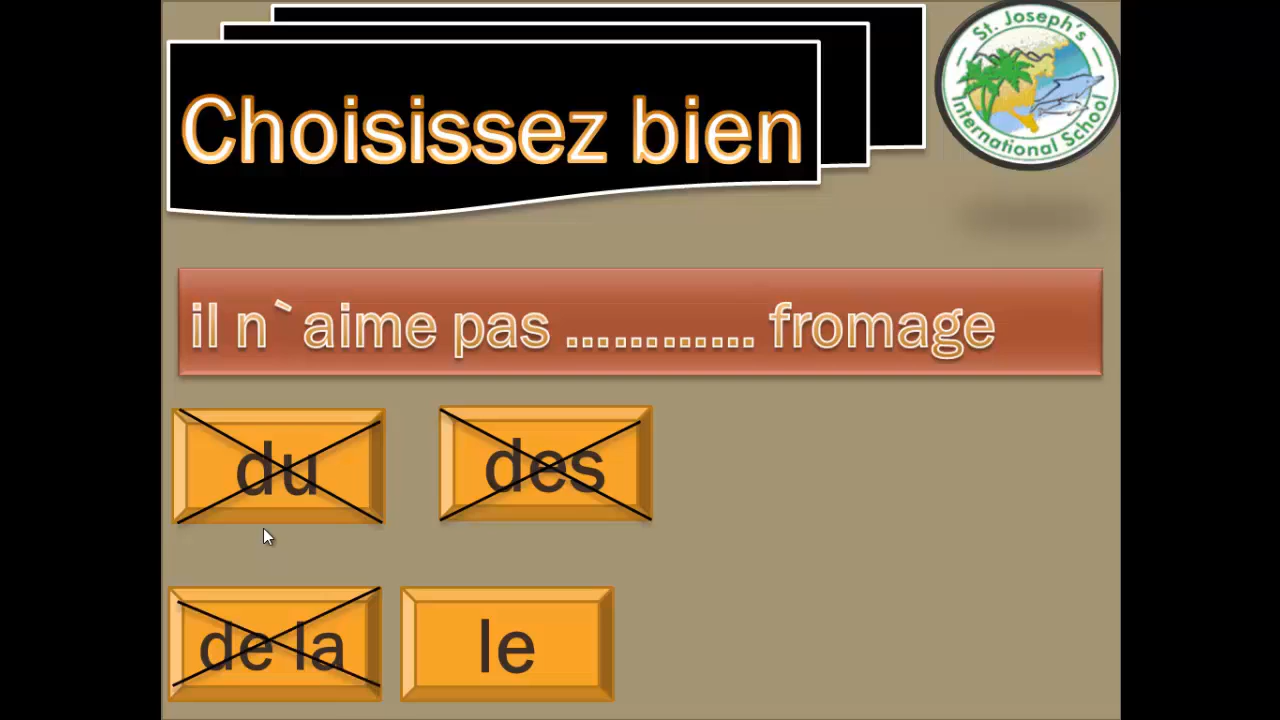 St. Joseph's
International School
Choisissez bien
il n`aime pas ............ fromage
du
des
de la
le